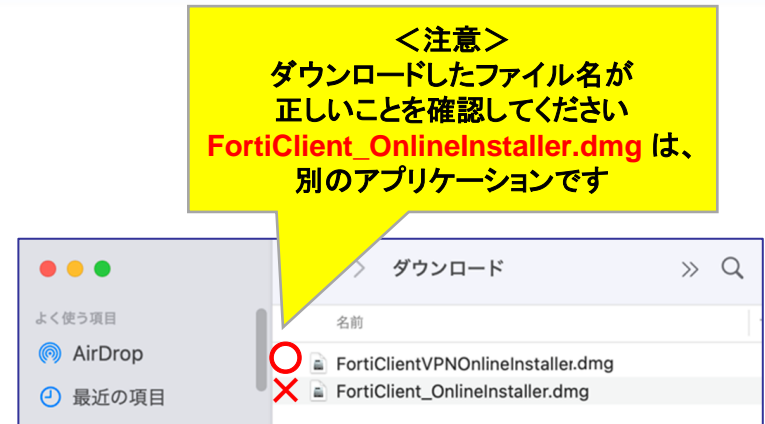 ＜注意＞
ダウンロードしたファイル名が
正しいことを確認してください
FortiClient_OnlineInstaller.dmg は、
別のアプリケーションです
ダウンロード
よく使う項目
名前
AirDrop
FortiClientVPNOnlineInstaller.dmg
最近の項目
FortiClient_OnlineInstaller.dmg